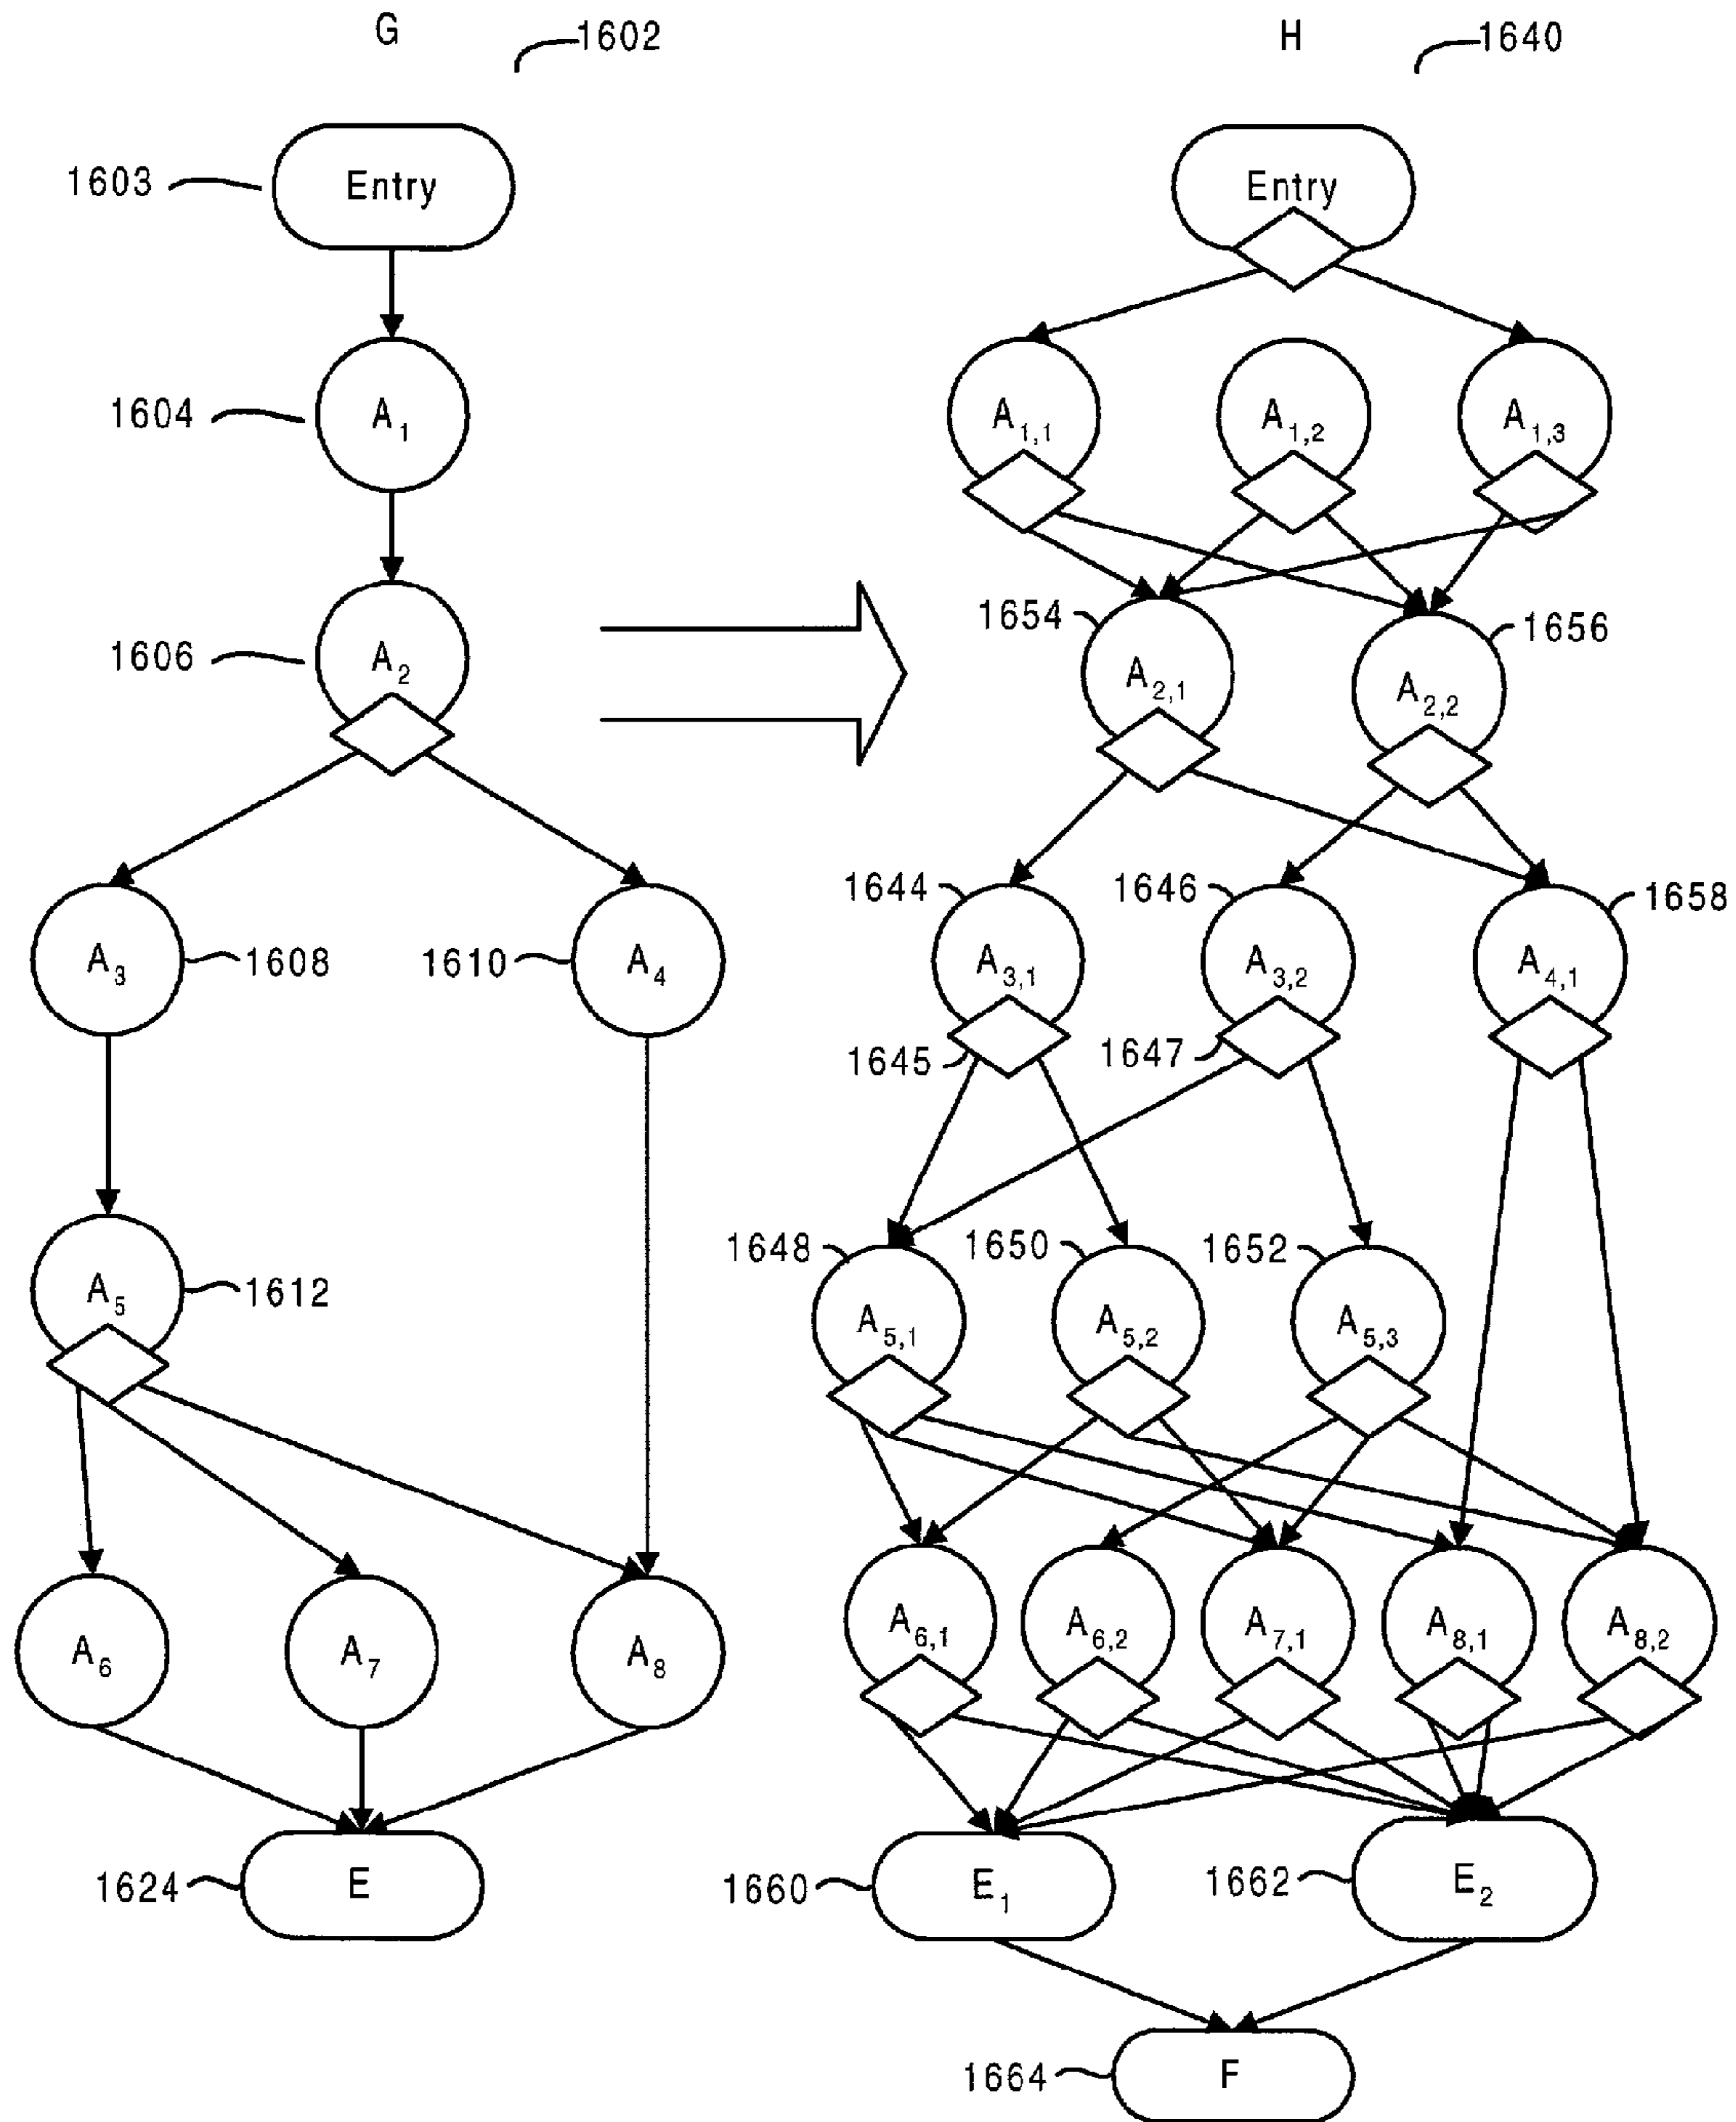 G
1602
H
1640
1603
Entry
Entry
1604
A1
A1,1
A1,2
A1,3
1606
A2
1654
A2,1
1656
A2,2
A3
1608
1610
A4
1644
A3,1
1645
1646
A3,2
1647
1658
A4,1
A5
1612
1648
A5,1
1650
A5,2
1652
A5,3
A6
A7
A8
A6,1
A6,2
A7,1
A8,1
A8,2
1624
E
1660
E1
1662
E2
1664
F